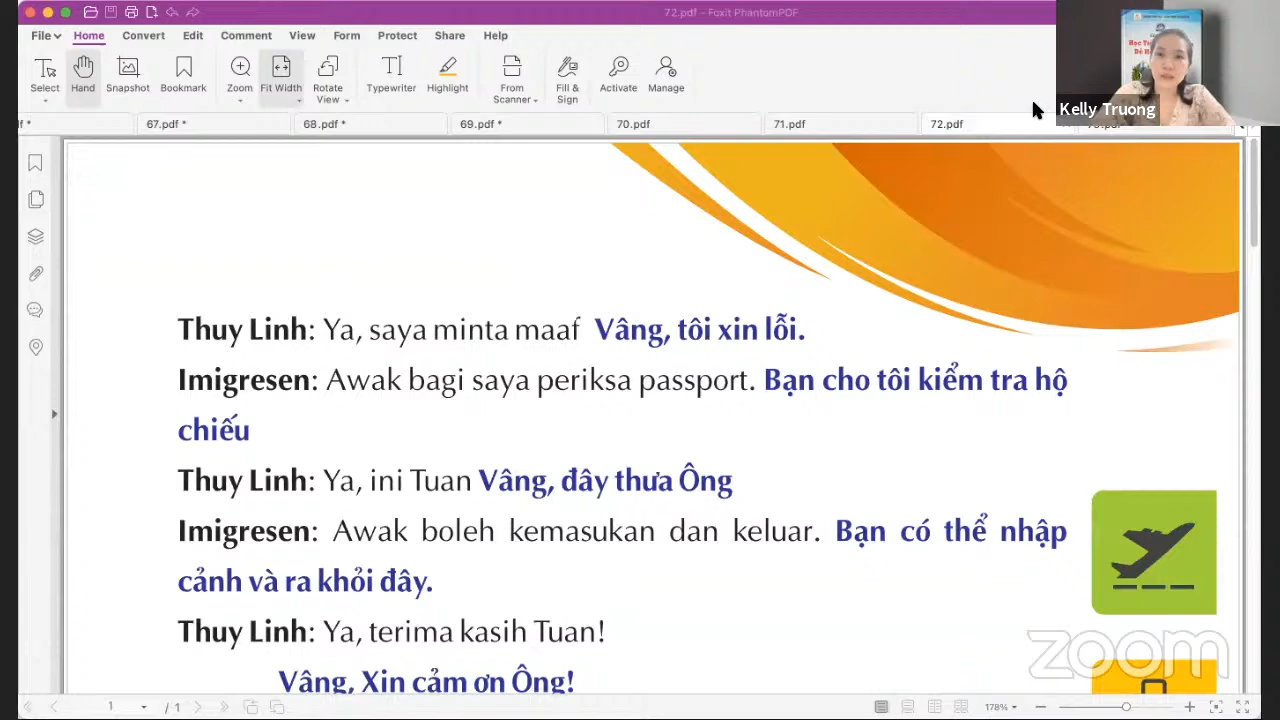 72.pdf - Foxit PhantomPDF
File Home Convert Edit Comment View Form Protect Share Help
Select Hand Snapshot Bookmark Zoom Fit Width Rotate View Typewriter Highlight From Scanner Fill & Sign Activate Manage
Kelly Truong
67.pdf * 68.pdf * 69.pdf * 70.pdf 71.pdf 72.pdf
Thuy Linh: Ya, saya minta maaf Vâng, tôi xin lỗi.
Imigresen: Awak bagi saya periksa passport. Bạn cho tôi kiểm tra hộ
chiếu
Thuy Linh: Ya, ini Tuan Vâng, đây thưa Ông
Imigresen: Awak boleh kemasukan dan keluar. Bạn có thể nhập
cảnh và ra khỏi đây.
Thuy Linh: Ya, terima kasih Tuan!
Vâng, Xin cảm ơn Ông!
zoom
1 / 1 178%